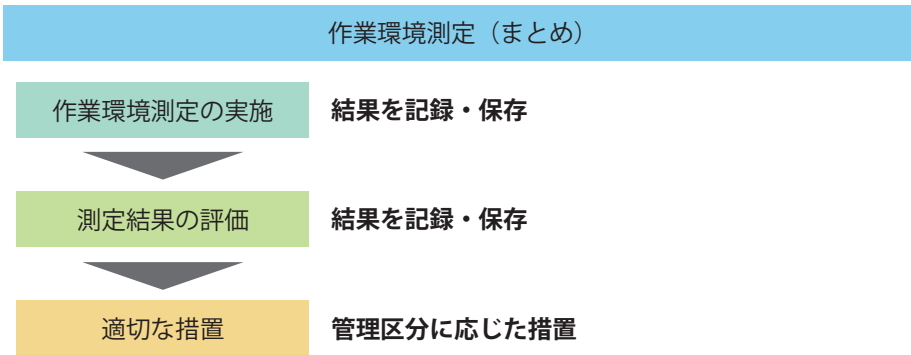 作業環境測定（まとめ）
作業環境測定の実施
結果を記録・保存
測定結果の評価
結果を記録・保存
適切な措置
管理区分に応じた措置